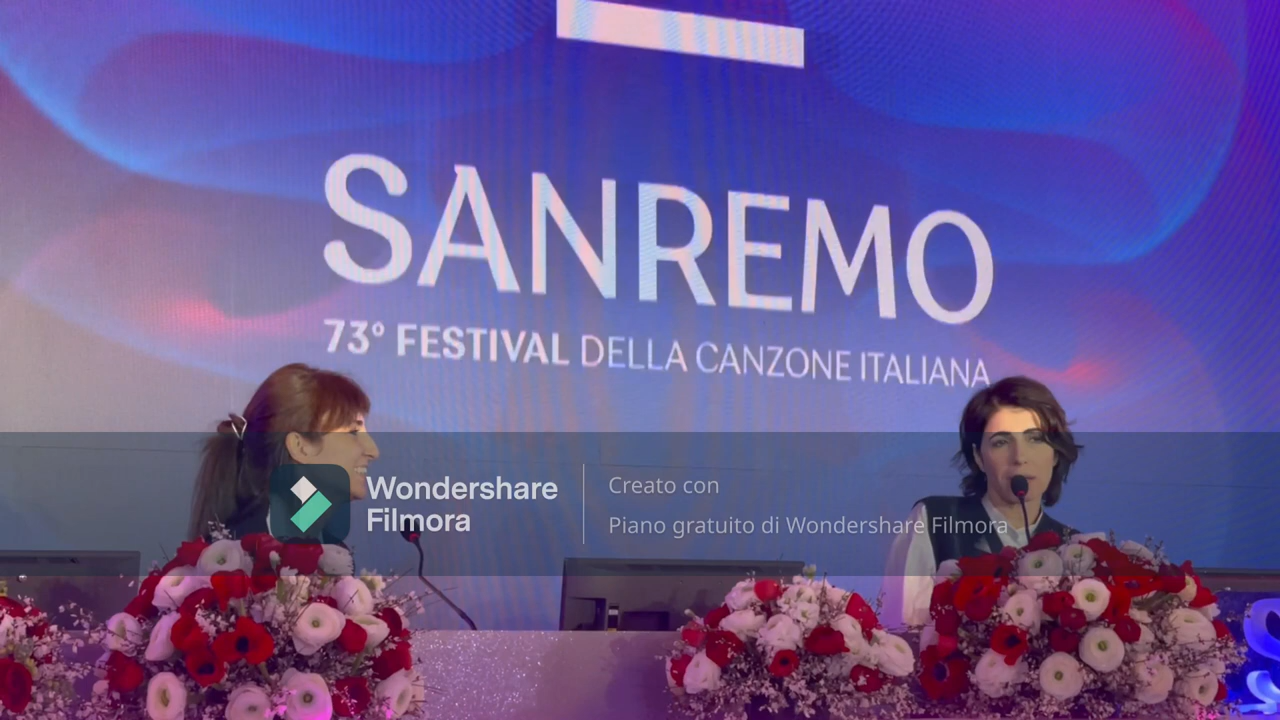 SANREMO
73° FESTIVAL DELLA CANZONE ITALIANA
Wondershare
Filmora
Creato con
Piano gratuito di Wondershare Filmora